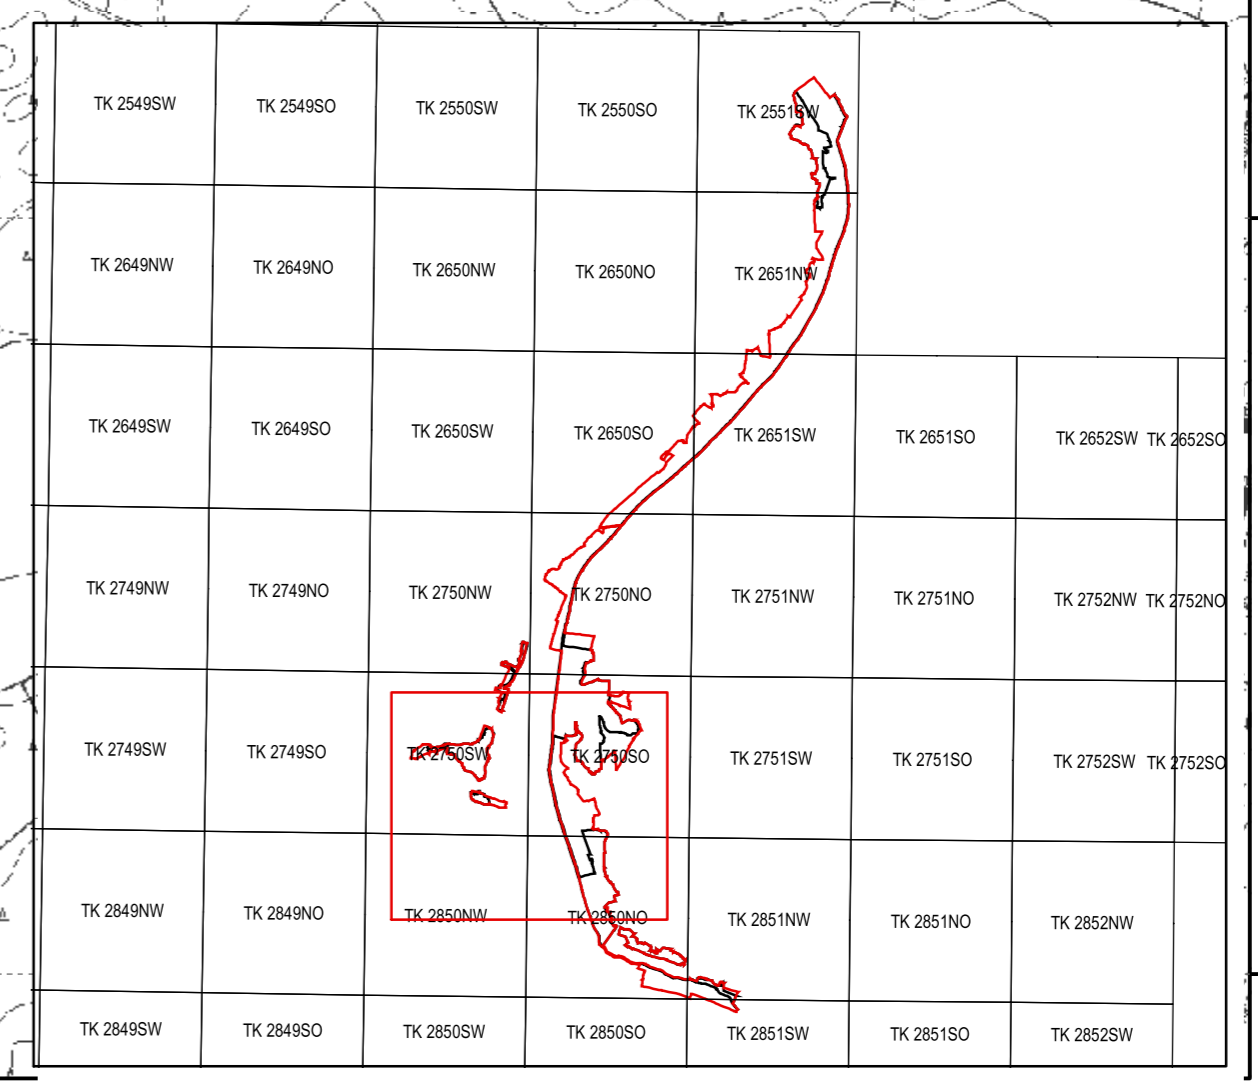 TK 2549SW TK 2549SO TK 2550SW TK 2550SO TK 2551SW
TK 2649NW TK 2649NO TK 2650NW TK 2650NO TK 2651NW
TK 2649SW TK 2649SO TK 2650SW TK 2650SO TK 2651SW TK 2651SO TK 2652SW TK 2652SO
TK 2749NW TK 2749NO TK 2750NW TK 2750NO TK 2751NW TK 2751NO TK 2752NW TK 2752NO
TK 2749SW TK 2749SO TK 2750SW TK 2750SO TK 2751SW TK 2751SO TK 2752SW TK 2752SO
TK 2849NW TK 2849NO TK 2850NW TK 2850NO TK 2851NW TK 2851NO TK 2852NW
TK 2849SW TK 2849SO TK 2850SW TK 2850SO TK 2851SW TK 2851SO TK 2852SW